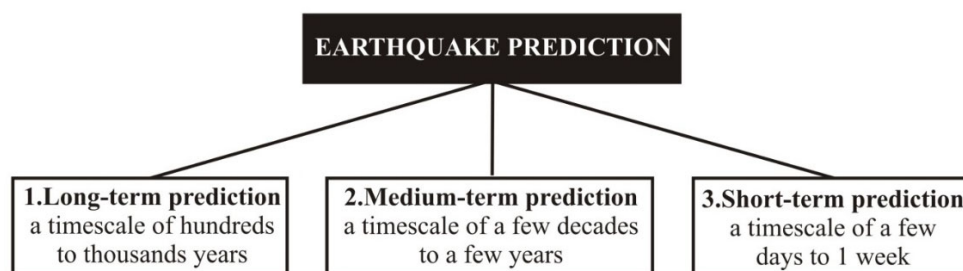 EARTHQUAKE PREDICTION
1.Long-term prediction
a timescale of hundreds
to thousands years
2.Medium-term prediction
a timescale of a few decades
to a few years
3.Short-term prediction
a timescale of a few
days to 1 week